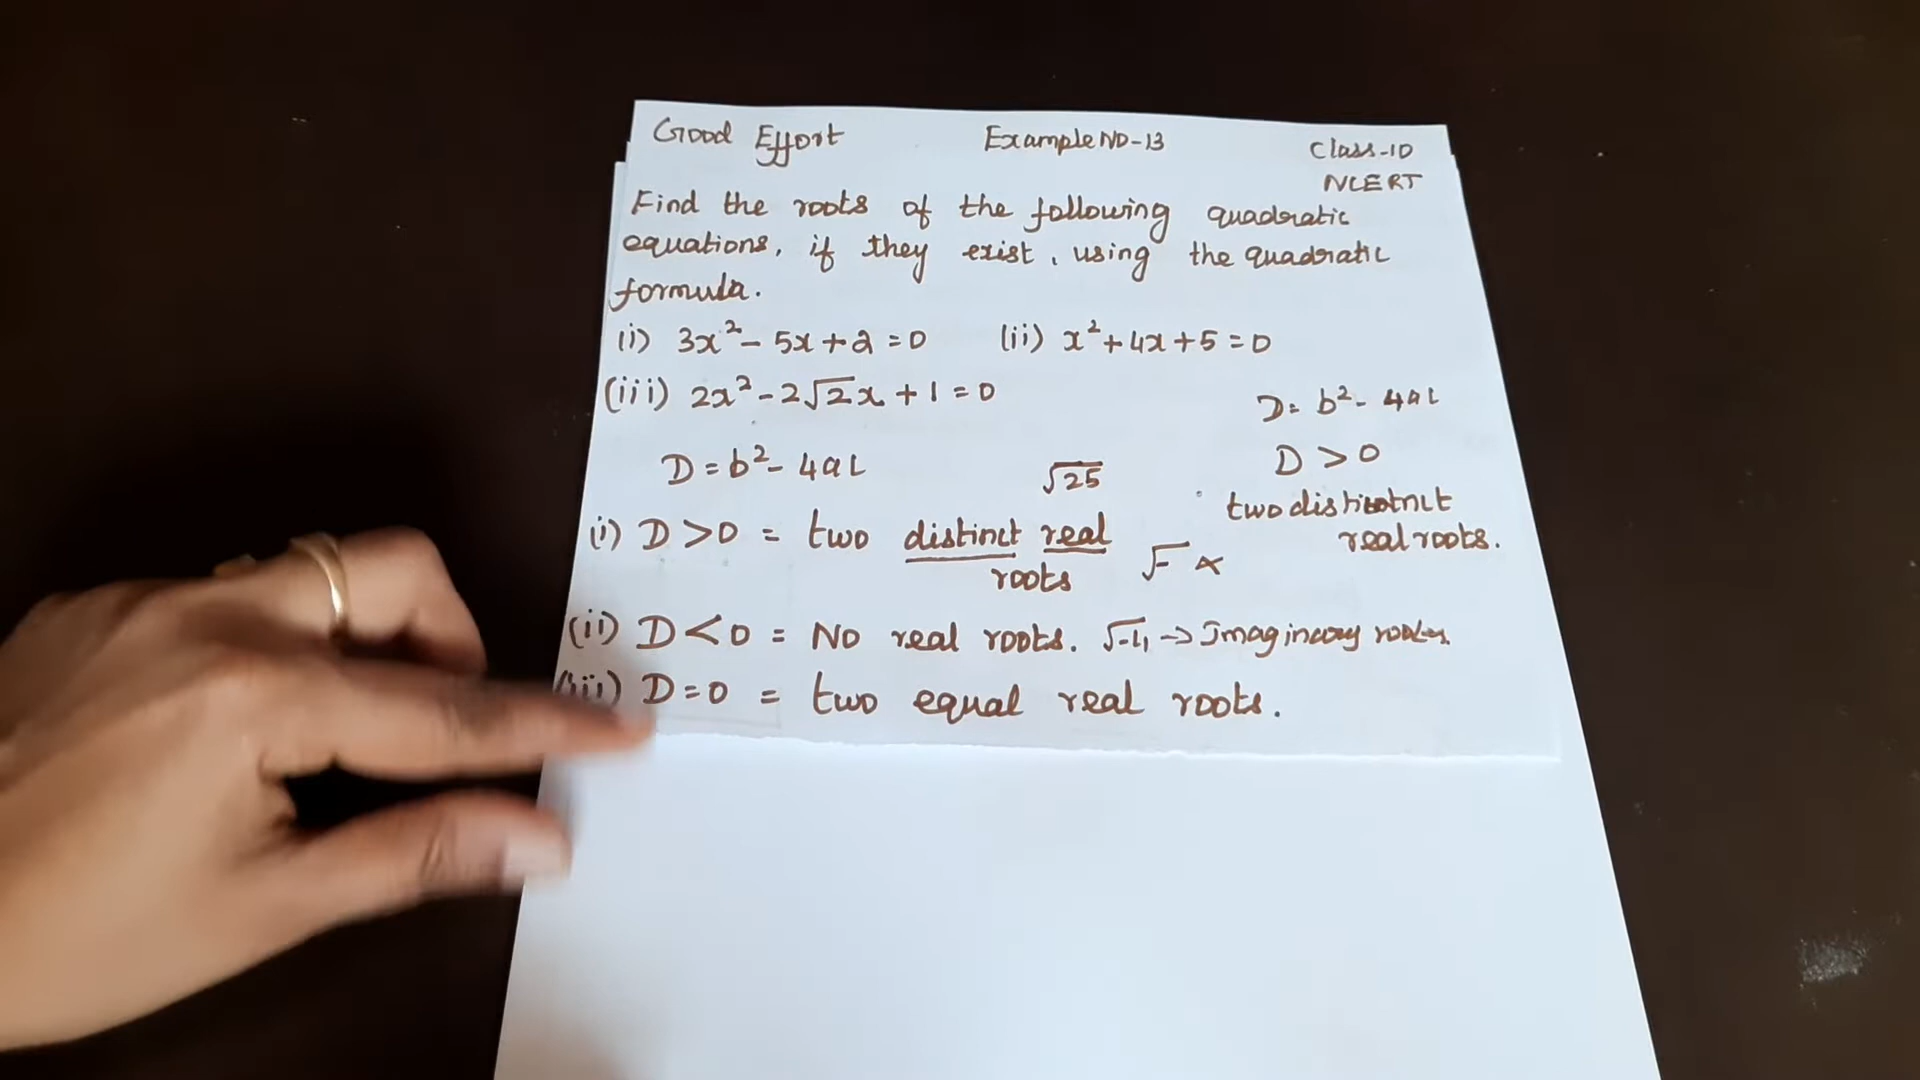 Good Effort Example NO-13 Class-10
NCERT
Find the roots of the following quadratic
equations, if they exist, using the quadratic
formula.
(i) 3x² - 5x + 2 = 0 (ii) x² + 4x + 5 = 0
(iii) 2x² - 2√2x + 1 = 0
D = b² - 4ac
D = b² - 4ac √25
D > 0
two distinct
real roots.
(i) D > 0 = two distinct real
roots √- ×
(ii) D < 0 = No real roots. √-4, → Imaginary roots.
(iii) D = 0 = two equal real roots.